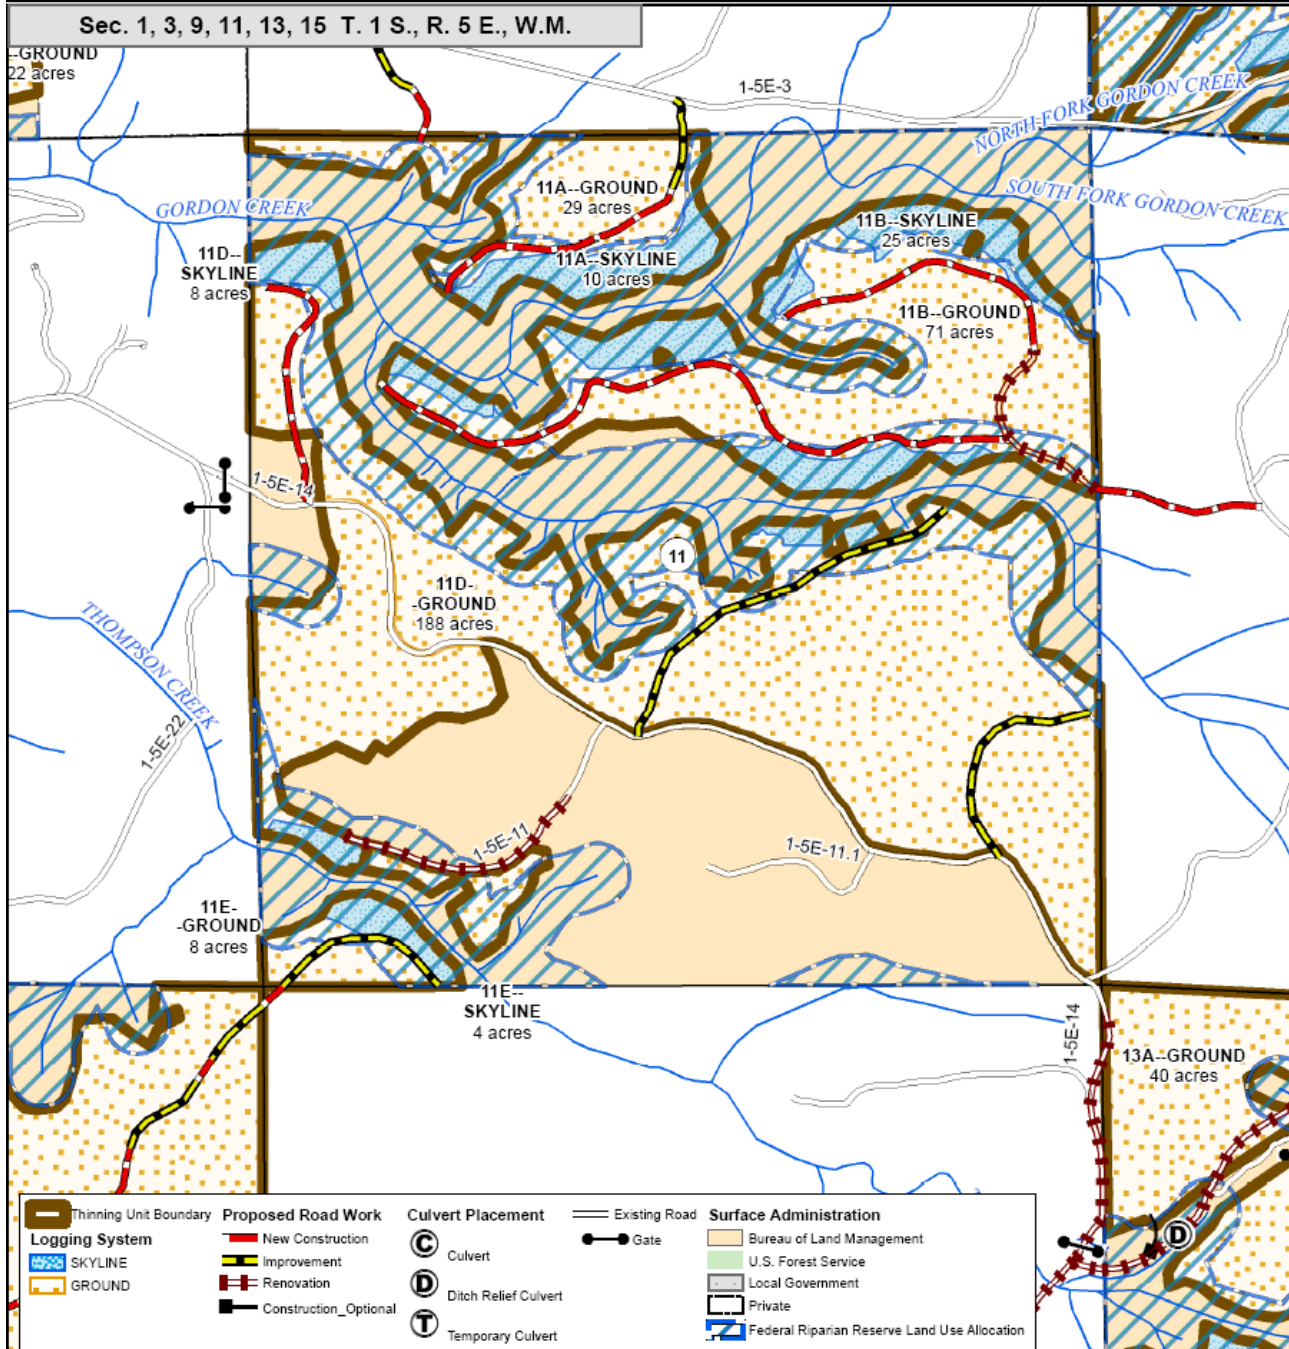 Sec. 1, 3, 9, 11, 13, 15 T. 1 S., R. 5 E., W.M.
-GROUND
22 acres
1-5E-3
NORTH FORK GORDON CREEK
SOUTH FORK GORDON CREEK
GORDON CREEK
11A--GROUND
29 acres
11B--SKYLINE
25 acres
11D--
SKYLINE
8 acres
11A--SKYLINE
10 acres
11B--GROUND
71 acres
1-5E-14
11
11D-
-GROUND
188 acres
THOMPSON CREEK
1-5E-22
1-5E-11
1-5E-11.1
11E-
-GROUND
8 acres
11E--
SKYLINE
4 acres
1-5E-14
13A--GROUND
40 acres
D
Thinning Unit Boundary
Logging System
SKYLINE
GROUND
Proposed Road Work
New Construction
Improvement
Renovation
Construction_Optional
Culvert Placement
C Culvert
D Ditch Relief Culvert
T Temporary Culvert
Existing Road
Gate
Surface Administration
Bureau of Land Management
U.S. Forest Service
Local Government
Private
Federal Riparian Reserve Land Use Allocation